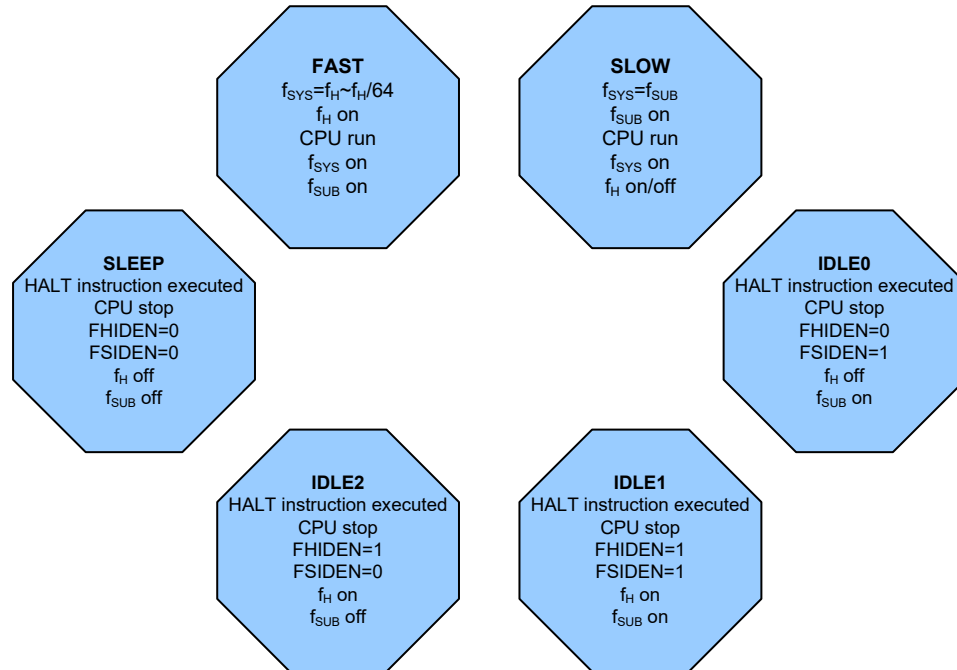 FAST
fSYS=fH~fH/64
fH on
CPU run
fSYS on
fSUB on
SLOW
fSYS=fSUB
fSUB on
CPU run
fSYS on
fH on/off
SLEEP
HALT instruction executed
CPU stop
FHIDEN=0
FSIDEN=0
fH off
fSUB off
IDLE0
HALT instruction executed
CPU stop
FHIDEN=0
FSIDEN=1
fH off
fSUB on
IDLE2
HALT instruction executed
CPU stop
FHIDEN=1
FSIDEN=0
fH on
fSUB off
IDLE1
HALT instruction executed
CPU stop
FHIDEN=1
FSIDEN=1
fH on
fSUB on